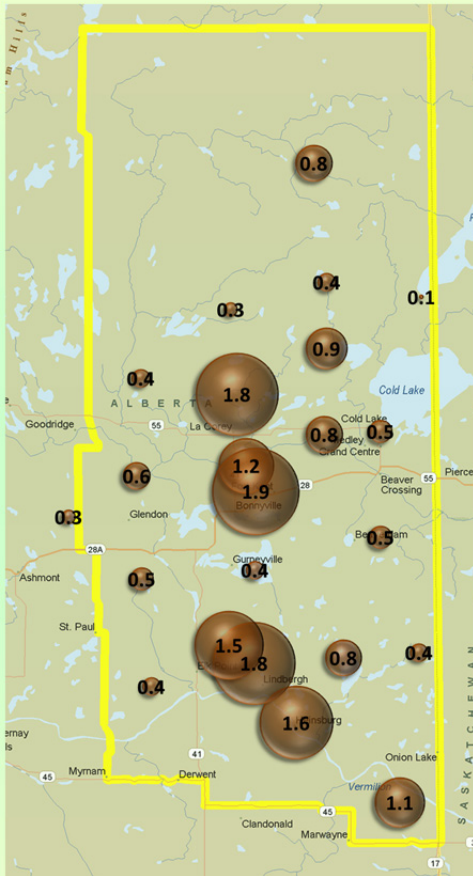 Hills
0.8
0.4
0.1
0.3
0.9
0.4
1.8
Cold Lake
ALBERTA
Goodridge
55
La Corey
Cold Lake
0.8
0.5
Medley
Grand Centre
1.2
0.6
55
Pierce
Beaver
Crossing
28
1.9
Bonnyville
Glendon
0.3
0.5
28A
Gurneyville
0.4
Ashmont
0.5
St. Paul
1.5
1.8
0.8
0.4
Lindbergh
0.4
1.6
SASKATCHEWAN
41
Onion Lake
45
Myrnam
Derwent
Vermilion
1.1
45
Clandonald
Marwayne
17